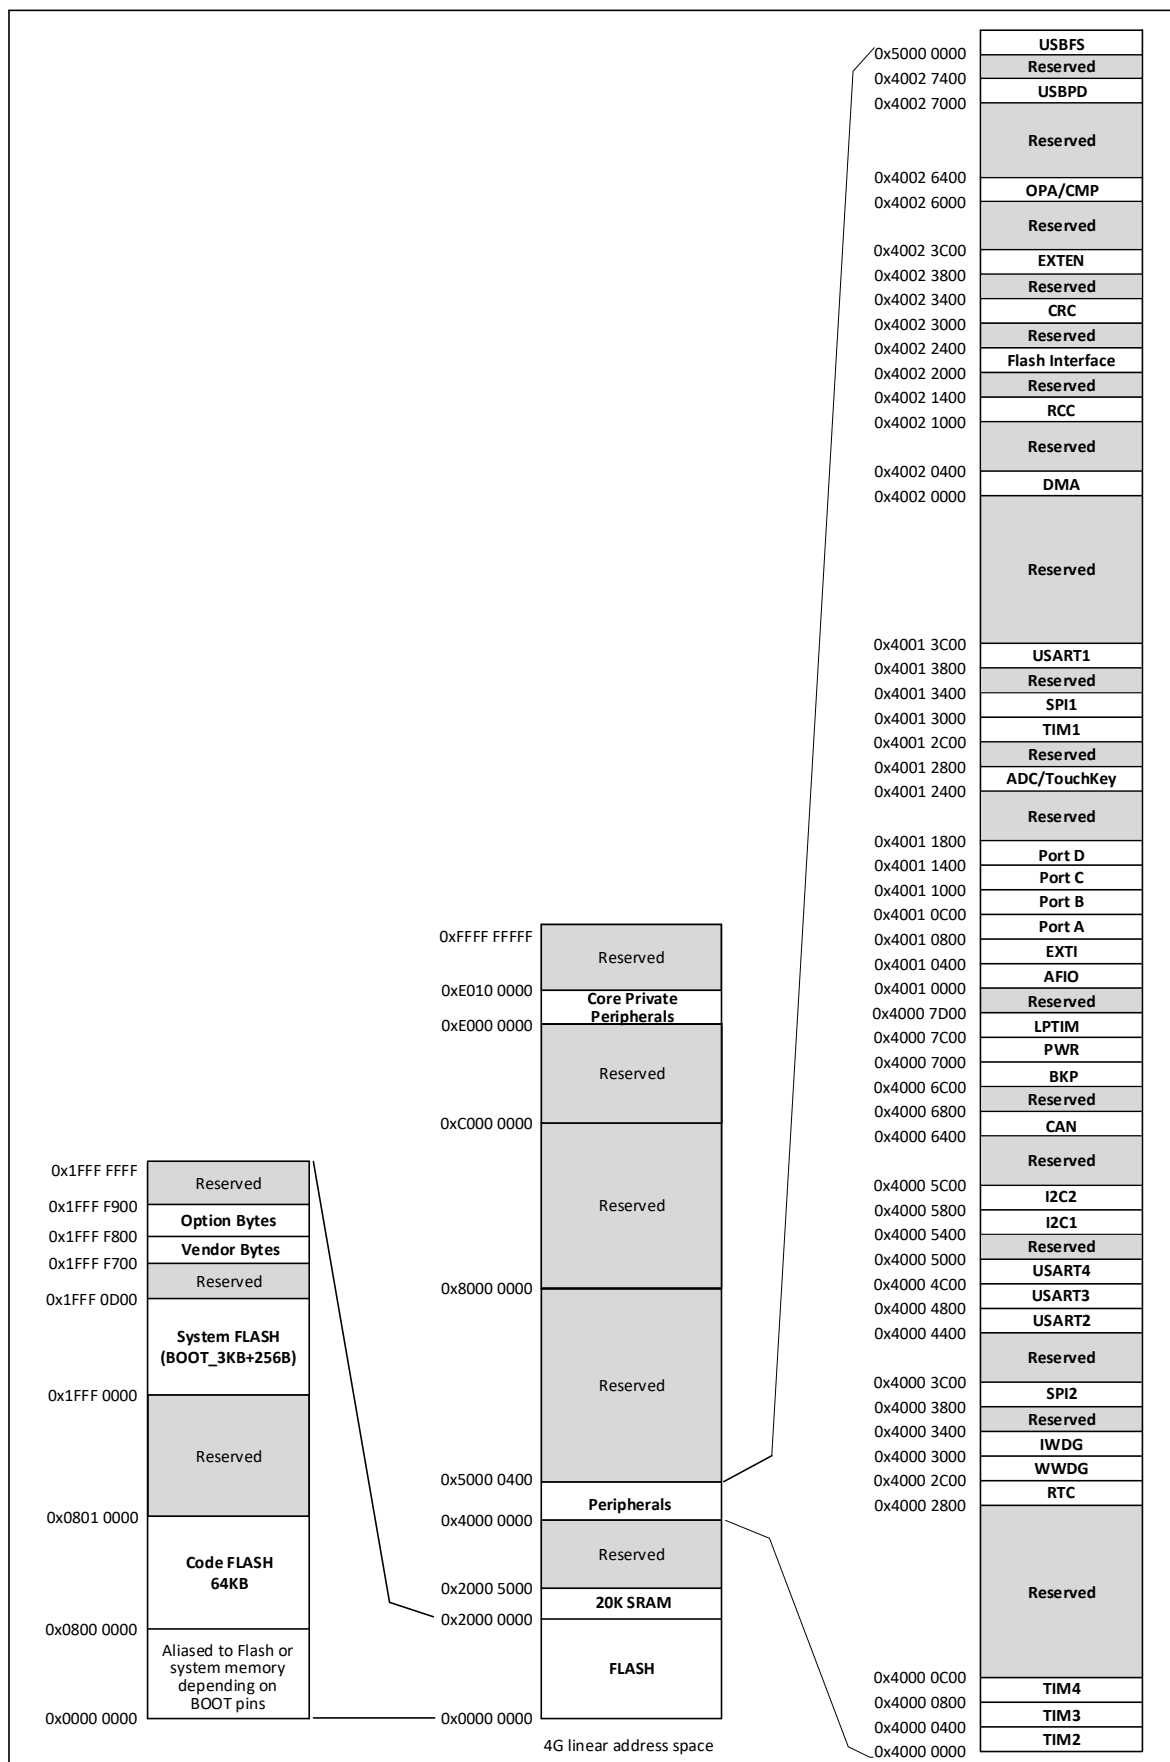 0x1FFF FFFF
Reserved
0x1FFF F900
Option Bytes
0x1FFF F800
Vendor Bytes
0x1FFF F700
Reserved
0x1FFF 0D00
System FLASH
(BOOT_3KB+256B)
0x1FFF 0000
Reserved
0x0801 0000
Code FLASH
64KB
0x0800 0000
Aliased to Flash or
system memory
depending on
BOOT pins
0x0000 0000
0xFFFF FFFFF
Reserved
0xE010 0000
Core Private
Peripherals
0xE000 0000
Reserved
0xC000 0000
Reserved
0x8000 0000
Reserved
0x5000 0400
Peripherals
0x4000 0000
Reserved
0x2000 5000
20K SRAM
0x2000 0000
FLASH
0x0000 0000
4G linear address space
USBFS
0x5000 0000
Reserved
0x4002 7400
USBPD
0x4002 7000
Reserved
0x4002 6400
OPA/CMP
0x4002 6000
Reserved
0x4002 3C00
EXTEN
0x4002 3800
Reserved
0x4002 3400
CRC
0x4002 3000
Reserved
0x4002 2400
Flash Interface
0x4002 2000
Reserved
0x4002 1400
RCC
0x4002 1000
Reserved
0x4002 0400
DMA
0x4002 0000
Reserved
0x4001 3C00
USART1
0x4001 3800
Reserved
0x4001 3400
SPI1
0x4001 3000
TIM1
0x4001 2C00
Reserved
0x4001 2800
ADC/TouchKey
0x4001 2400
Reserved
0x4001 1800
Port D
0x4001 1400
Port C
0x4001 1000
Port B
0x4001 0C00
Port A
0x4001 0800
EXTI
0x4001 0400
AFIO
0x4001 0000
Reserved
0x4000 7D00
LPTIM
0x4000 7C00
PWR
0x4000 7000
BKP
0x4000 6C00
Reserved
0x4000 6800
CAN
0x4000 6400
Reserved
0x4000 5C00
I2C2
0x4000 5800
I2C1
0x4000 5400
Reserved
0x4000 5000
USART4
0x4000 4C00
USART3
0x4000 4800
USART2
0x4000 4400
Reserved
0x4000 3C00
SPI2
0x4000 3800
Reserved
0x4000 3400
IWDG
0x4000 3000
WWDG
0x4000 2C00
RTC
0x4000 2800
Reserved
0x4000 0C00
TIM4
0x4000 0800
TIM3
0x4000 0400
TIM2
0x4000 0000